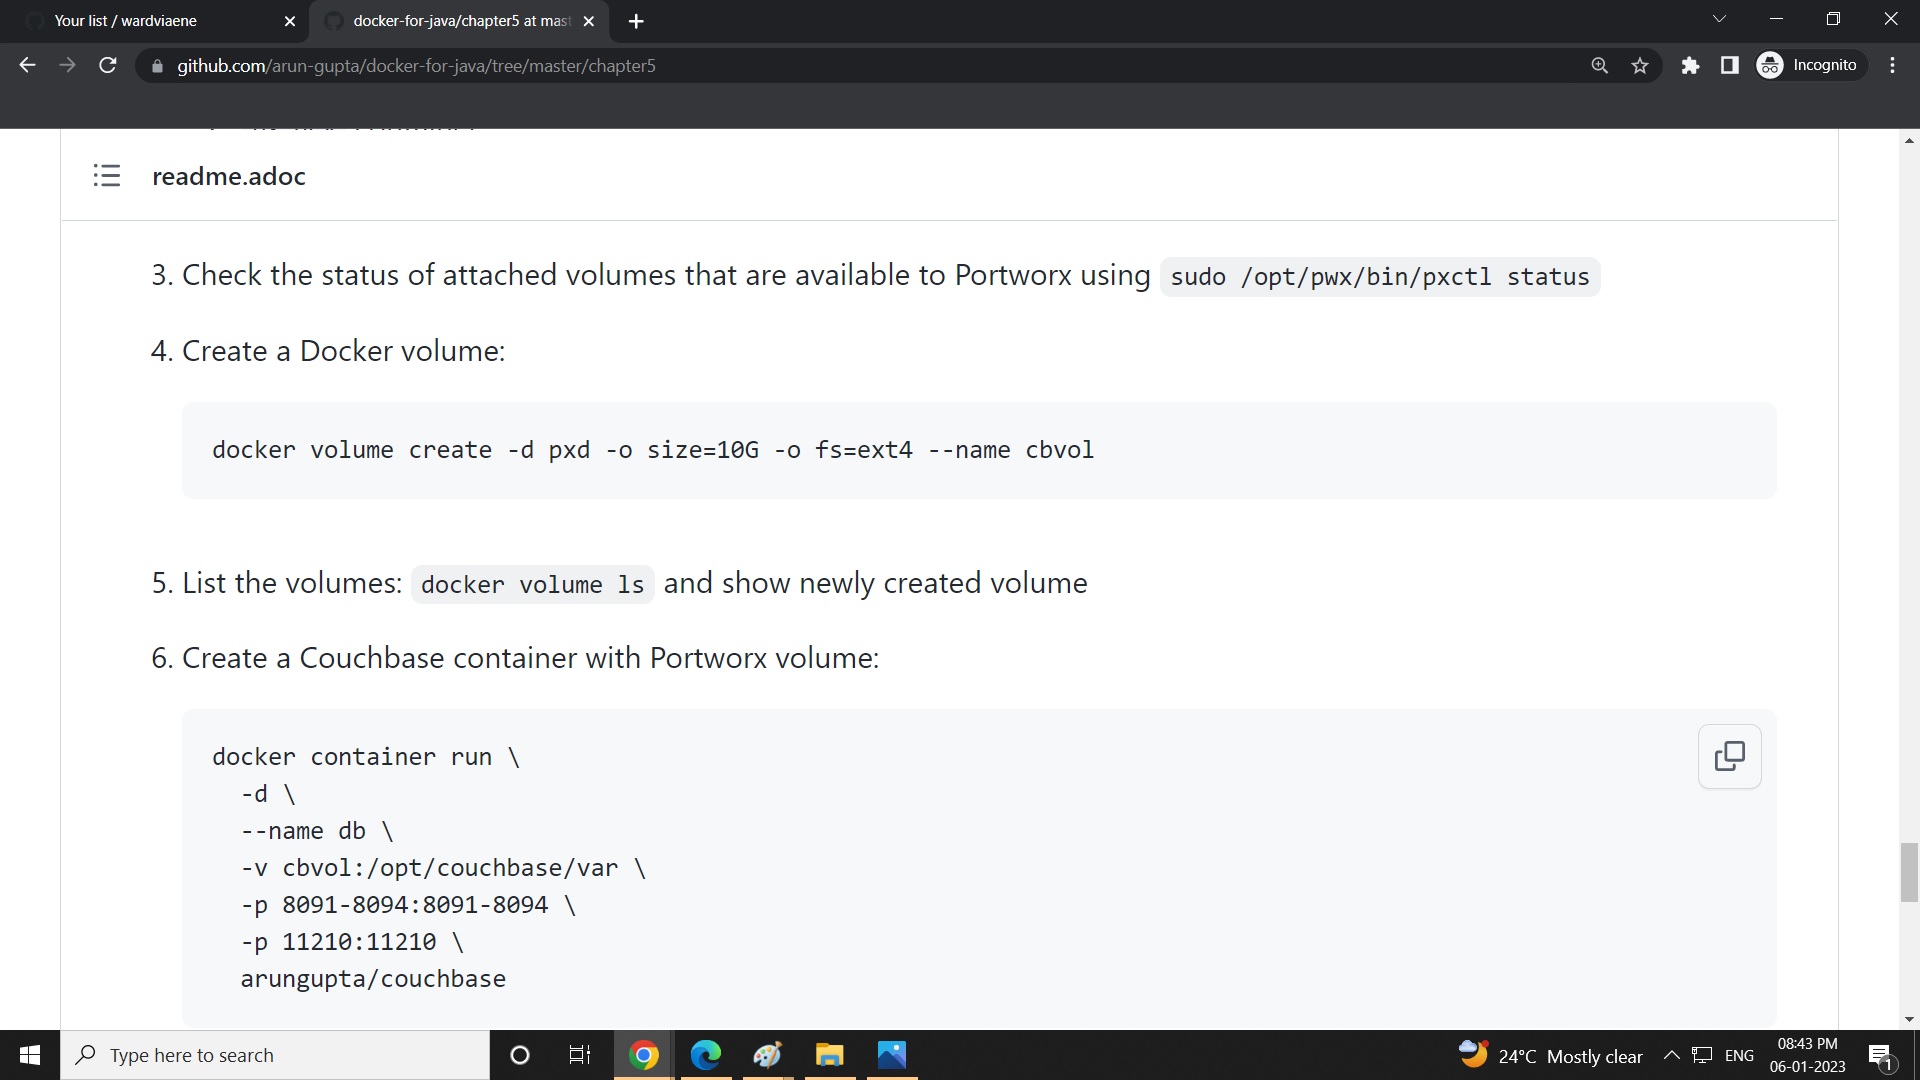 Your list / wardviaene
docker-for-java/chapter5 at mast
github.com/arun-gupta/docker-for-java/tree/master/chapter5
Incognito
readme.adoc
3. Check the status of attached volumes that are available to Portworx using sudo /opt/pwx/bin/pxctl status
4. Create a Docker volume:
docker volume create -d pxd -o size=10G -o fs=ext4 --name cbvol
5. List the volumes: docker volume ls and show newly created volume
6. Create a Couchbase container with Portworx volume:
docker container run \
-d \
--name db \
-v cbvol:/opt/couchbase/var \
-p 8091-8094:8091-8094 \
-p 11210:11210 \
arungupta/couchbase
Type here to search
24°C Mostly clear
ENG
08:43 PM
06-01-2023
1